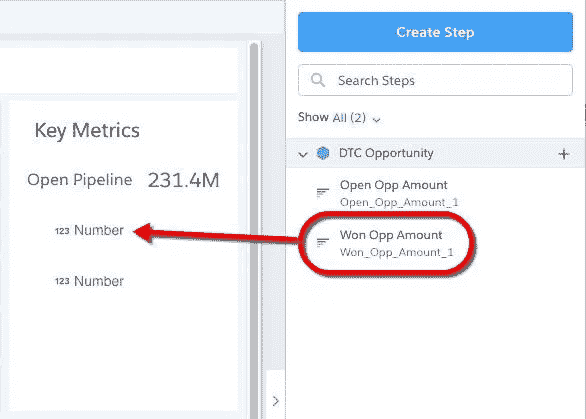 Key Metrics
Open Pipeline 231.4M
123 Number
123 Number
Create Step
Search Steps
Show All (2)
DTC Opportunity
Open Opp Amount
Open_Opp_Amount_1
Won Opp Amount
Won_Opp_Amount_1